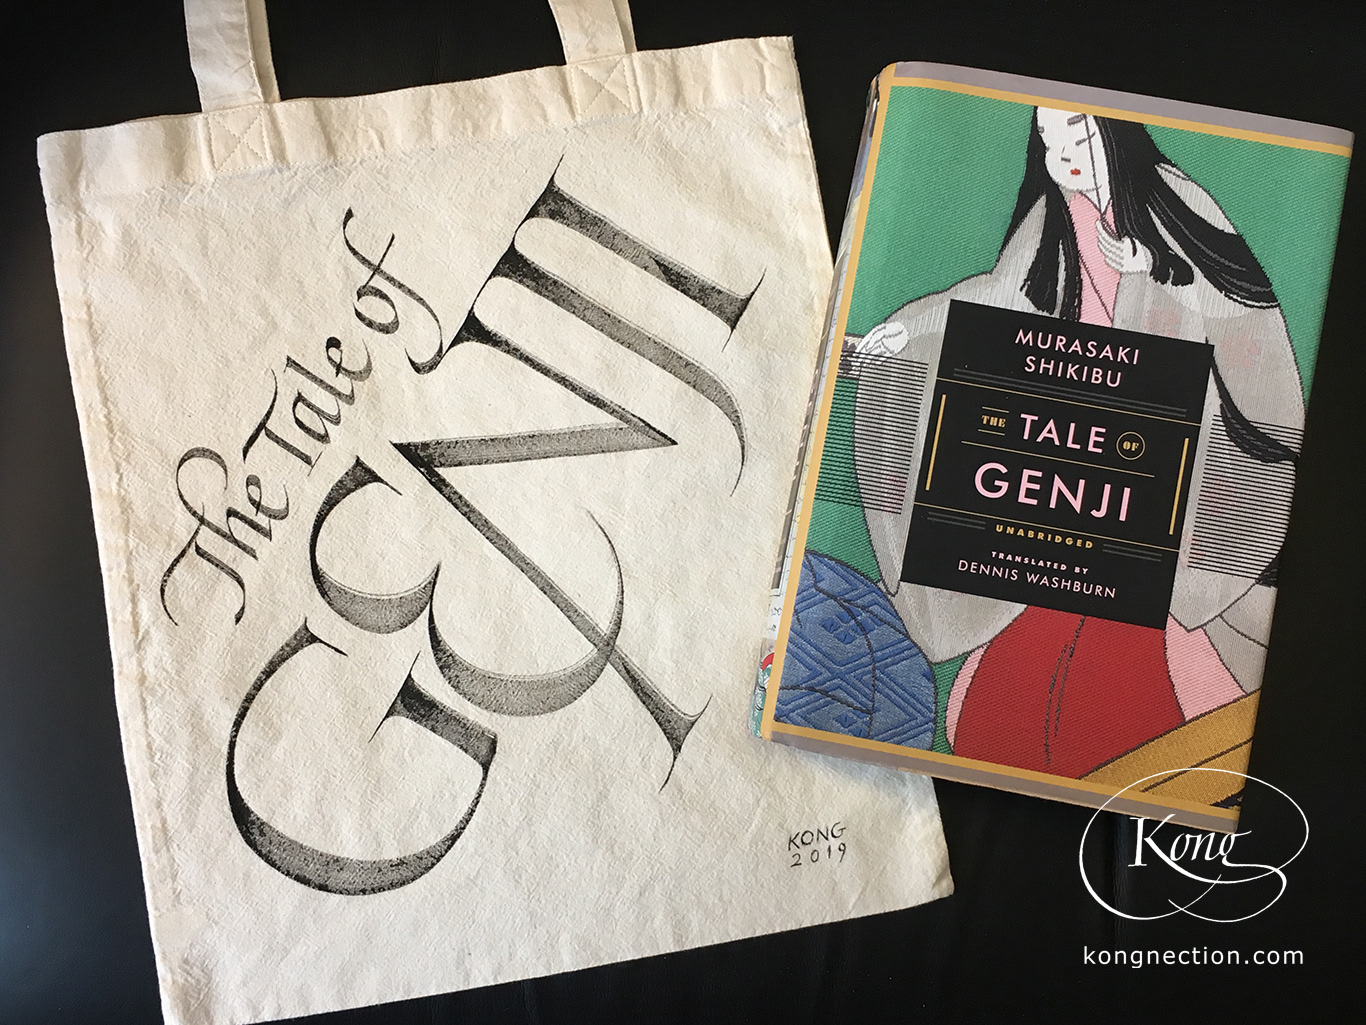 The Tale of
GENJI
KONG
2019
MURASAKI
SHIKIBU
THE TALE OF
GENJI
UNABRIDGED
TRANSLATED BY
DENNIS WASHBURN
Kong
kongnection.com